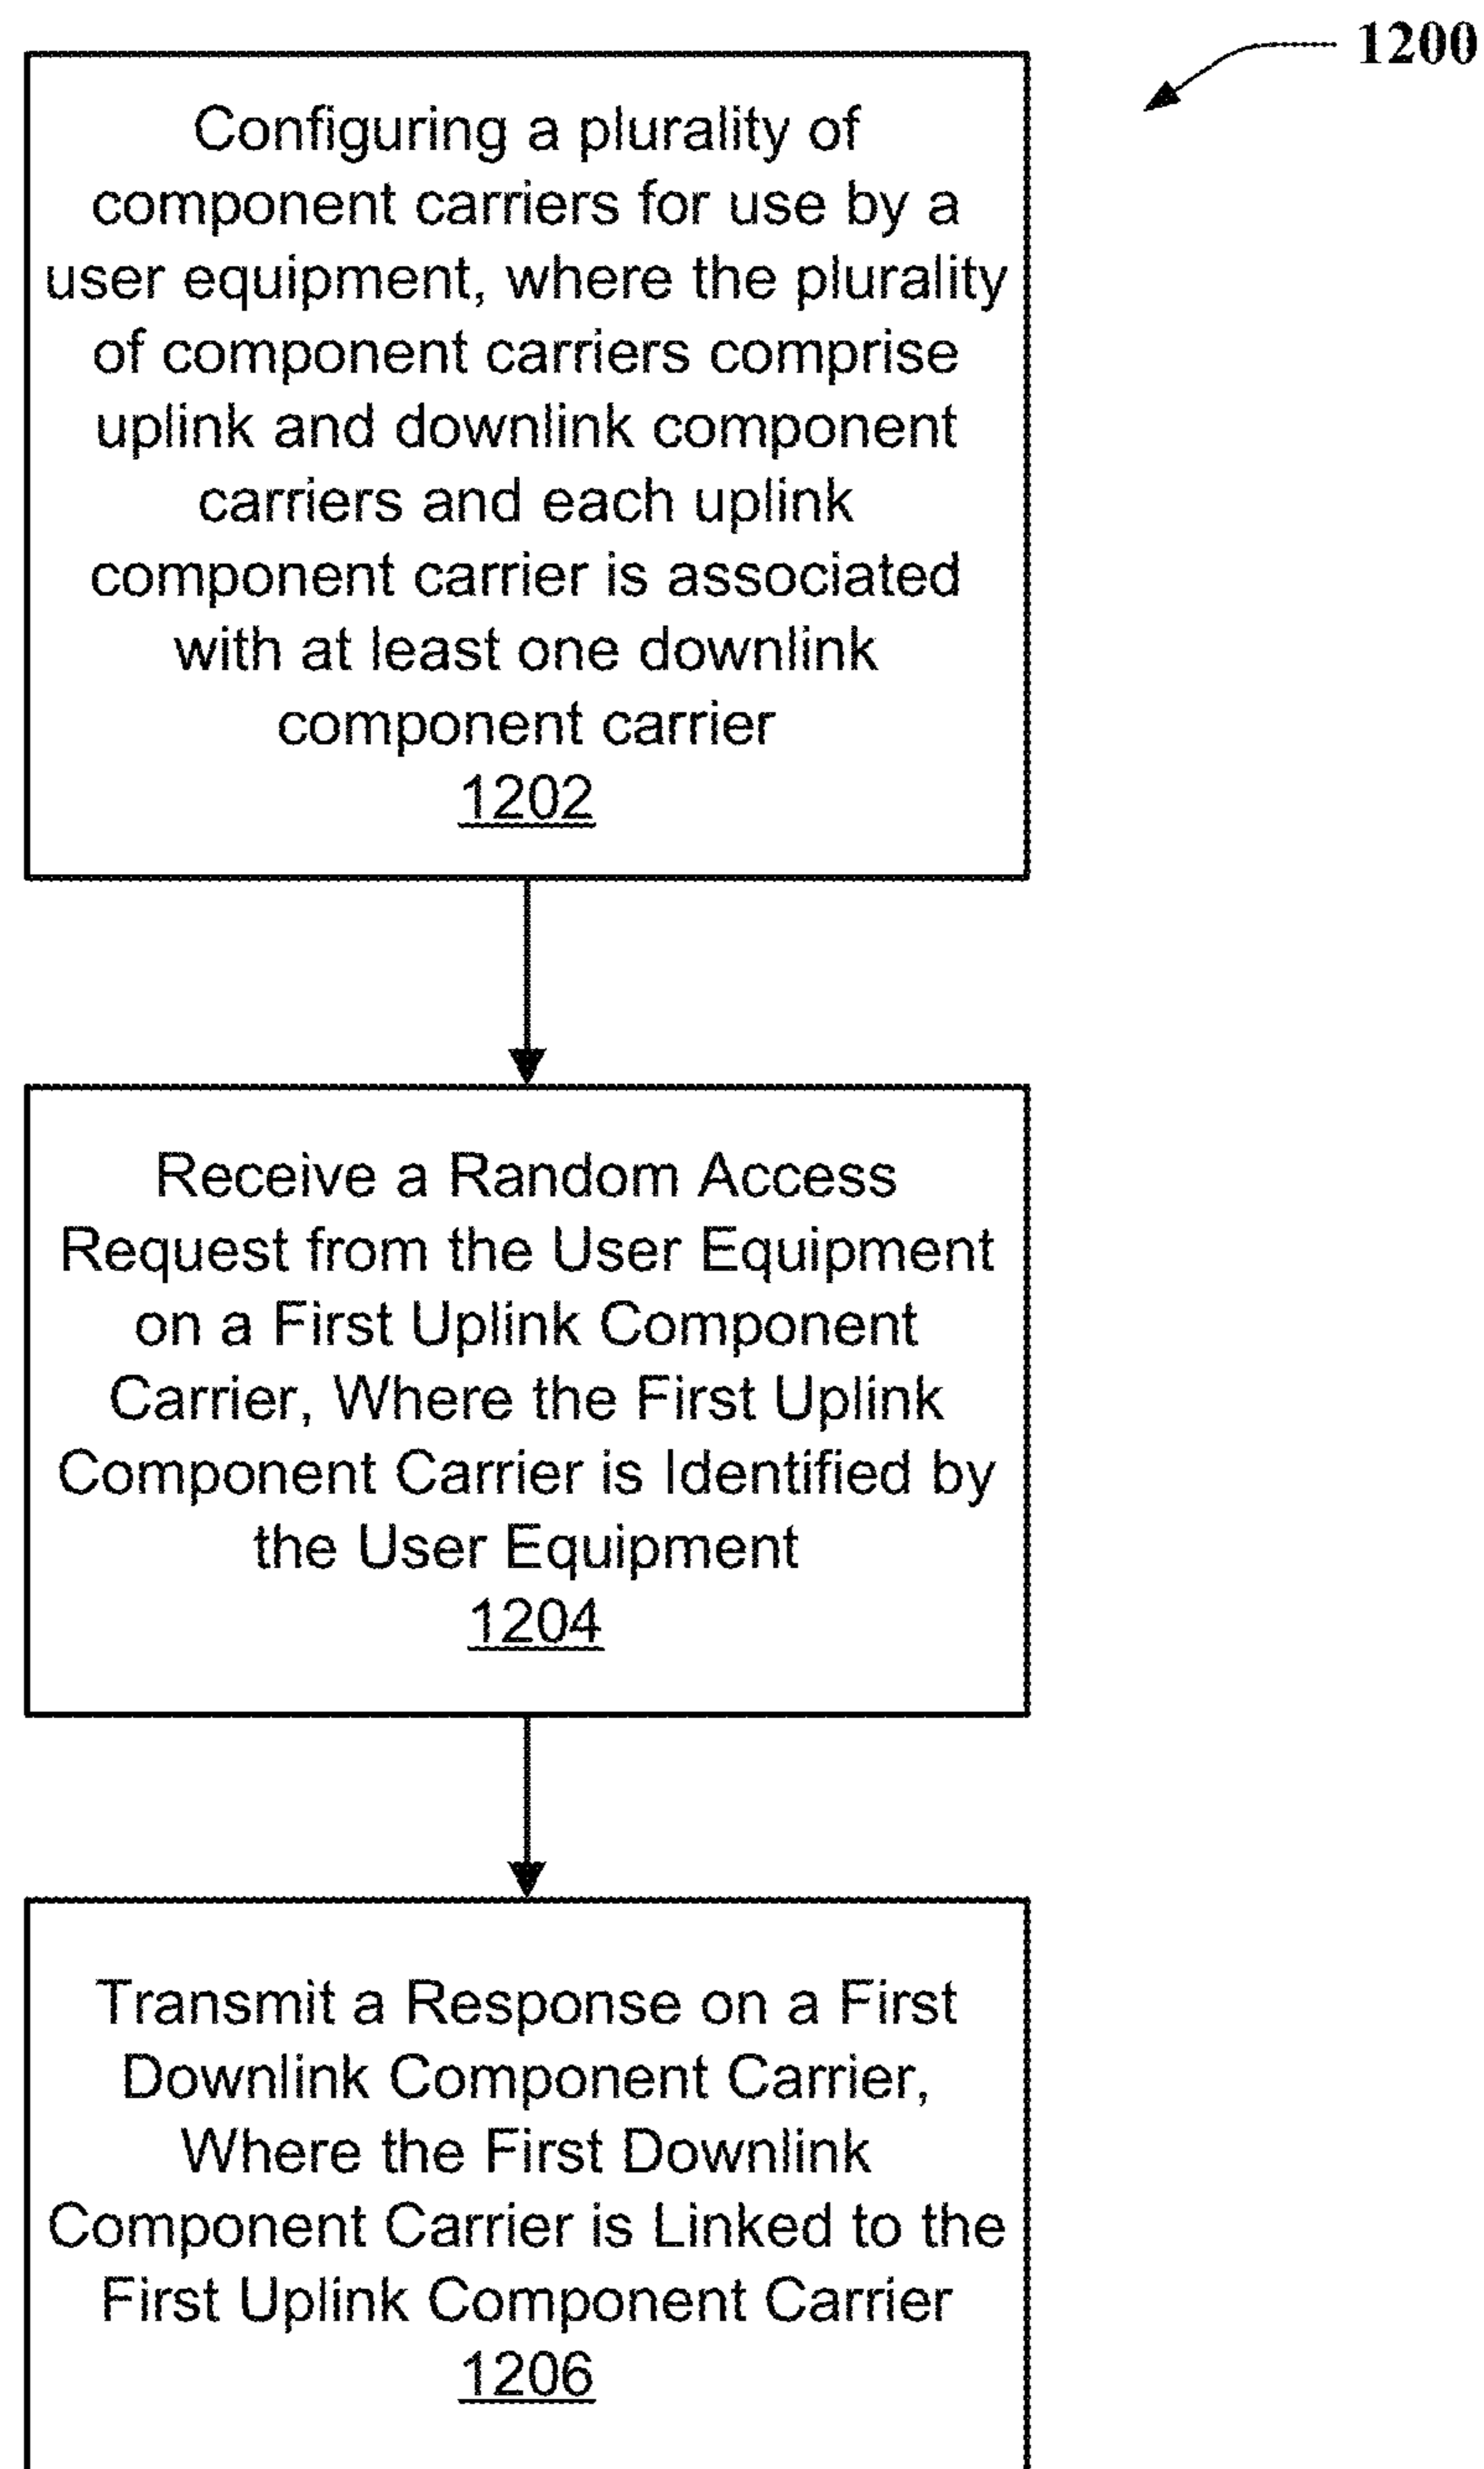 1200
Configuring a plurality of
component carriers for use by a
user equipment, where the plurality
of component carriers comprise
uplink and downlink component
carriers and each uplink
component carrier is associated
with at least one downlink
component carrier
1202
Receive a Random Access
Request from the User Equipment
on a First Uplink Component
Carrier, Where the First Uplink
Component Carrier is Identified by
the User Equipment
1204
Transmit a Response on a First
Downlink Component Carrier,
Where the First Downlink
Component Carrier is Linked to the
First Uplink Component Carrier
1206